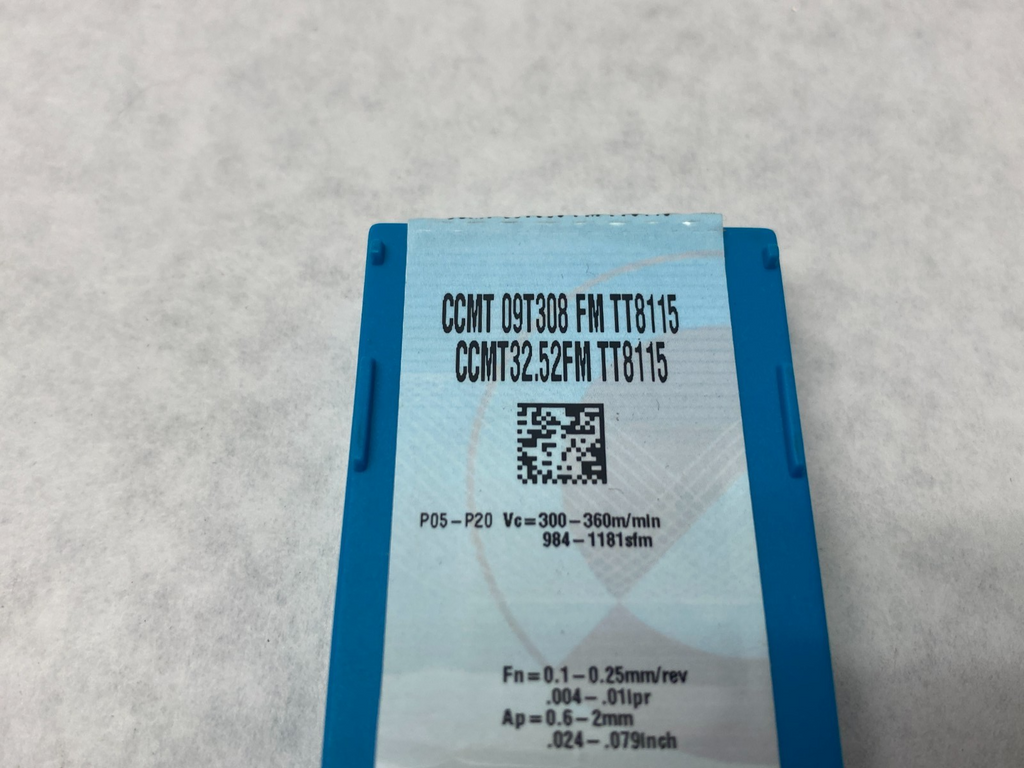 CCMT 09T308 FM TT8115
CCMT32.52FM TT8115
P05-P20 Vc=300-360m/min
984-1181sfm
Fn=0.1-0.25mm/rev
.004-.01ipr
Ap=0.6-2mm
.024-.079inch